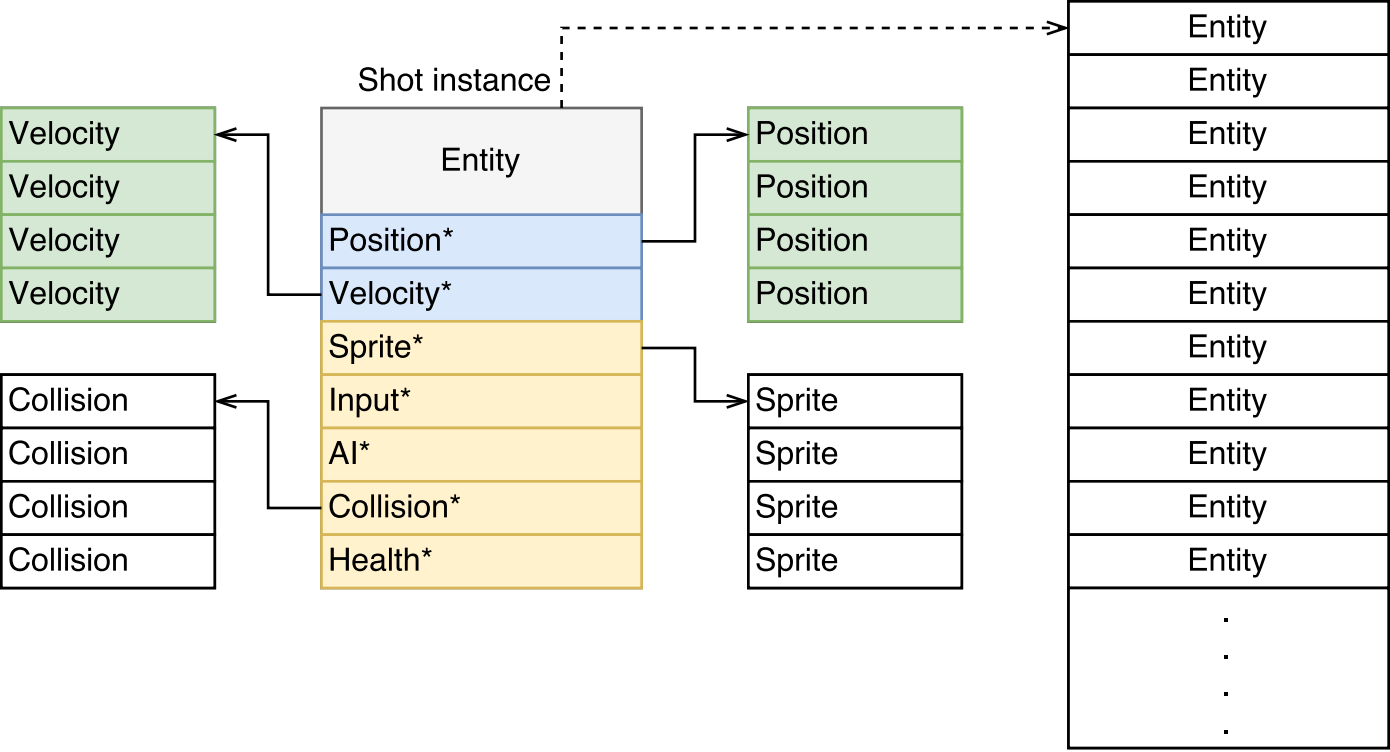 Shot instance
Velocity
Velocity
Velocity
Velocity
Collision
Collision
Collision
Collision
Entity
Position*
Velocity*
Sprite*
Input*
AI*
Collision*
Health*
Position
Position
Position
Position
Sprite
Sprite
Sprite
Sprite
Entity
Entity
Entity
Entity
Entity
Entity
Entity
Entity
Entity
Entity
Entity
.
.
.
.